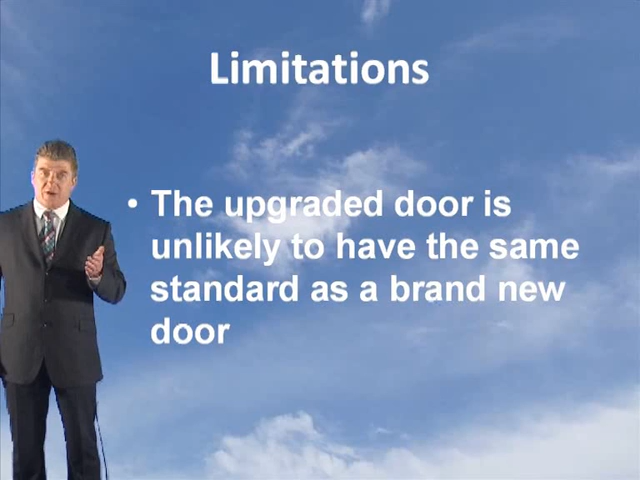 Limitations
• The upgraded door is
unlikely to have the same
standard as a brand new
door